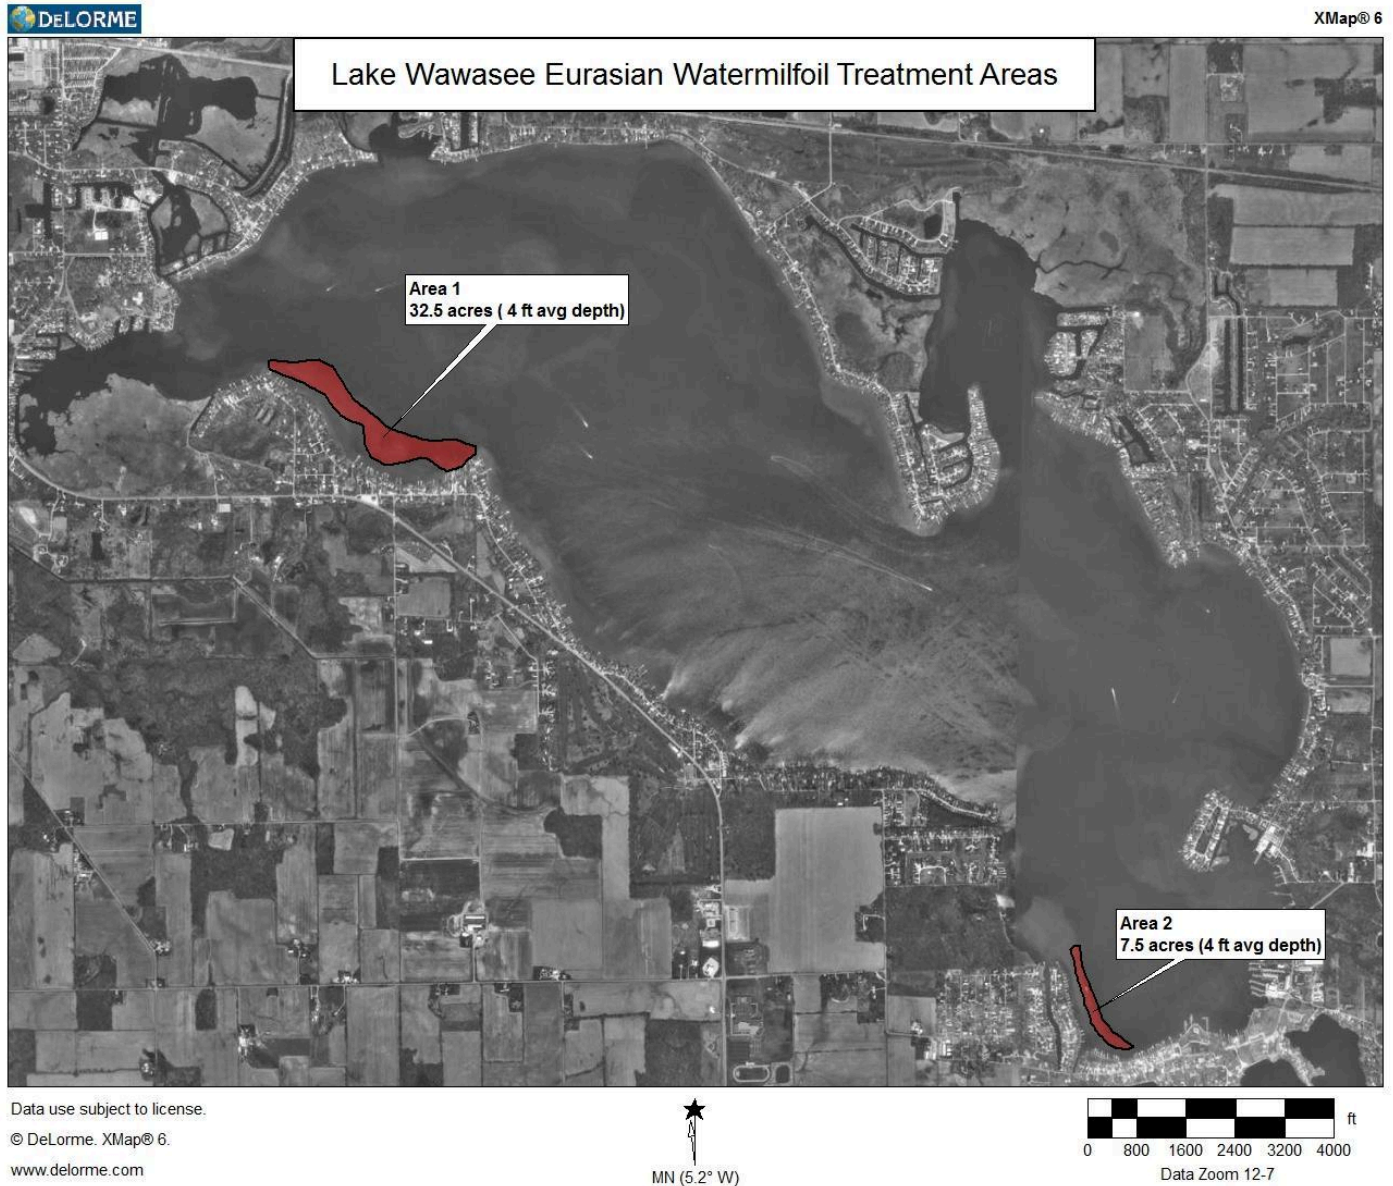 DELORME
XMap® 6
Lake Wawasee Eurasian Watermilfoil Treatment Areas
Area 1
32.5 acres ( 4 ft avg depth)
Area 2
7.5 acres (4 ft avg depth)
Data use subject to license.
© DeLorme. XMap® 6.
www.delorme.com
MN (5.2° W)
ft
0 800 1600 2400 3200 4000
Data Zoom 12-7